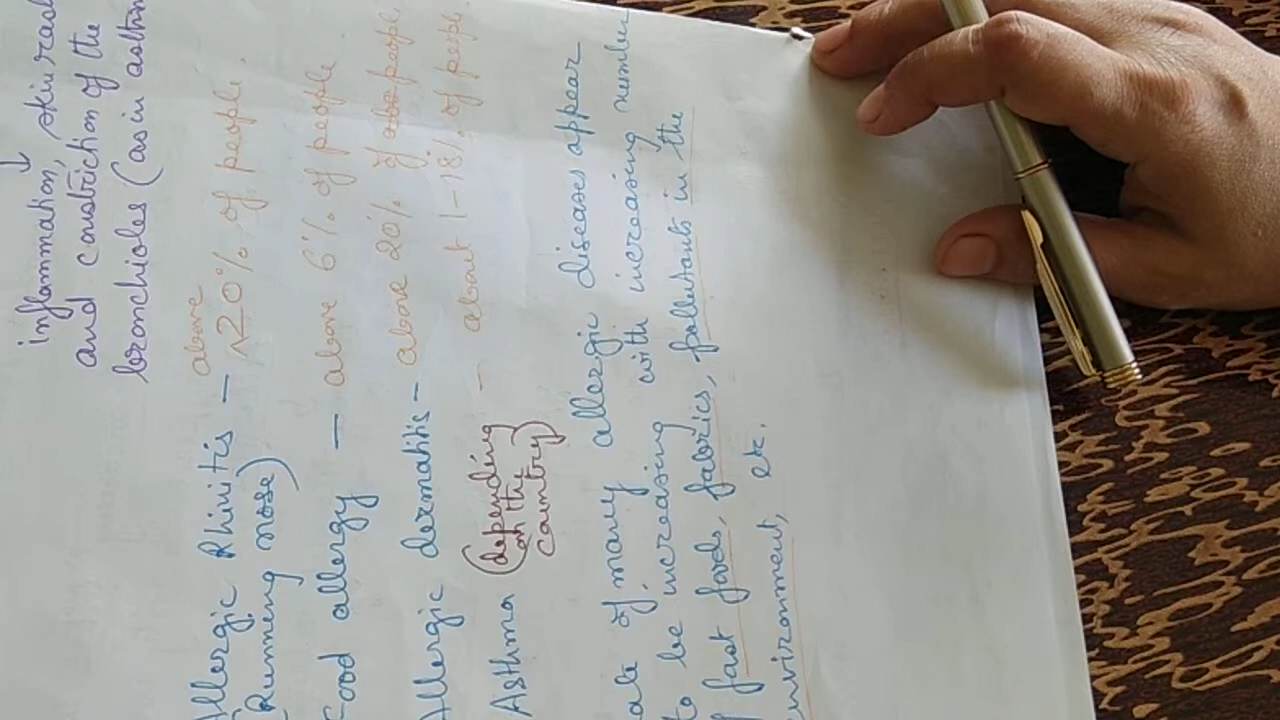 inflammation, skin
and constriction of the
bronchioles (as in
above
Allergic Rhinitis - ^20% of people.
(Running nose)
Food allergy - above 6% of people
Allergic dermatitis - above 20% of people
Asthma (depending on the country) - about 1-18% of
of many allergic diseases appear
to be increasing with increasing number
of fast foods, fabrics, pollutants in the
environment, etc.